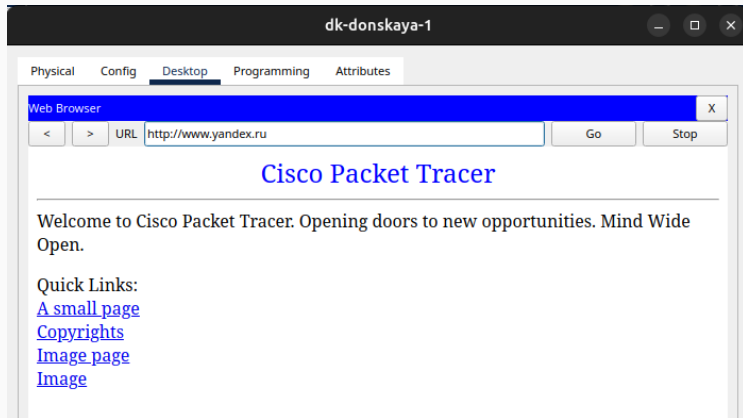 dk-donskaya-1
Physical Config Desktop Programming Attributes
Web Browser X
< > URL http://www.yandex.ru Go Stop
Cisco Packet Tracer
Welcome to Cisco Packet Tracer. Opening doors to new opportunities. Mind Wide
Open.
Quick Links:
A small page
Copyrights
Image page
Image